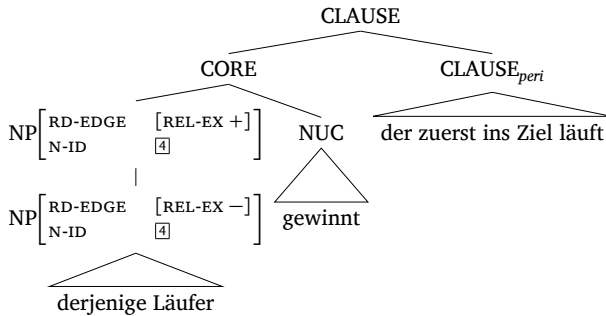 CLAUSE
CORE CLAUSEperi
NP[RD-EDGE [REL-EX +]
N-ID 4] NUC der zuerst ins Ziel läuft
NP[RD-EDGE [REL-EX −]
N-ID 4] gewinnt
derjenige Läufer